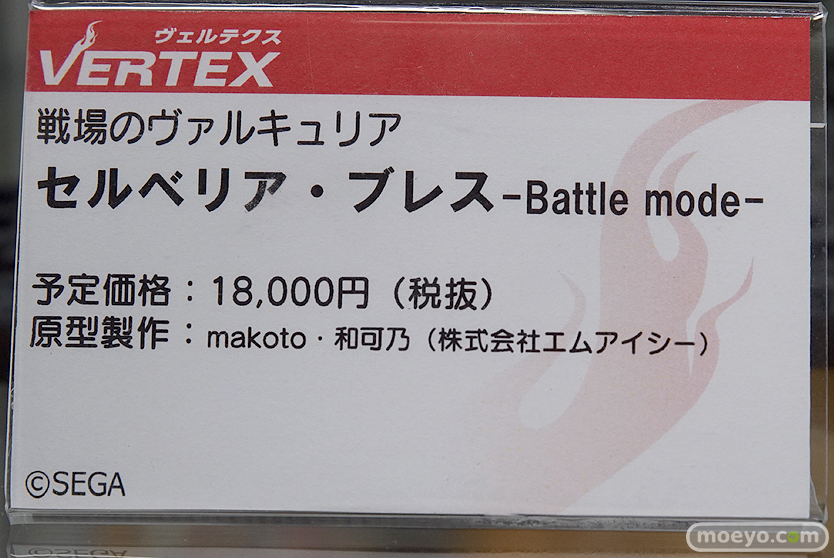 ヴェルテクス
VERTEX
戦場のヴァルキュリア
セルベリア・ブレス-Battle mode-
予定価格：18,000円（税抜）
原型製作：makoto・和可乃（株式会社エムアイシー）
©SEGA
©SEGA
moeyo.com